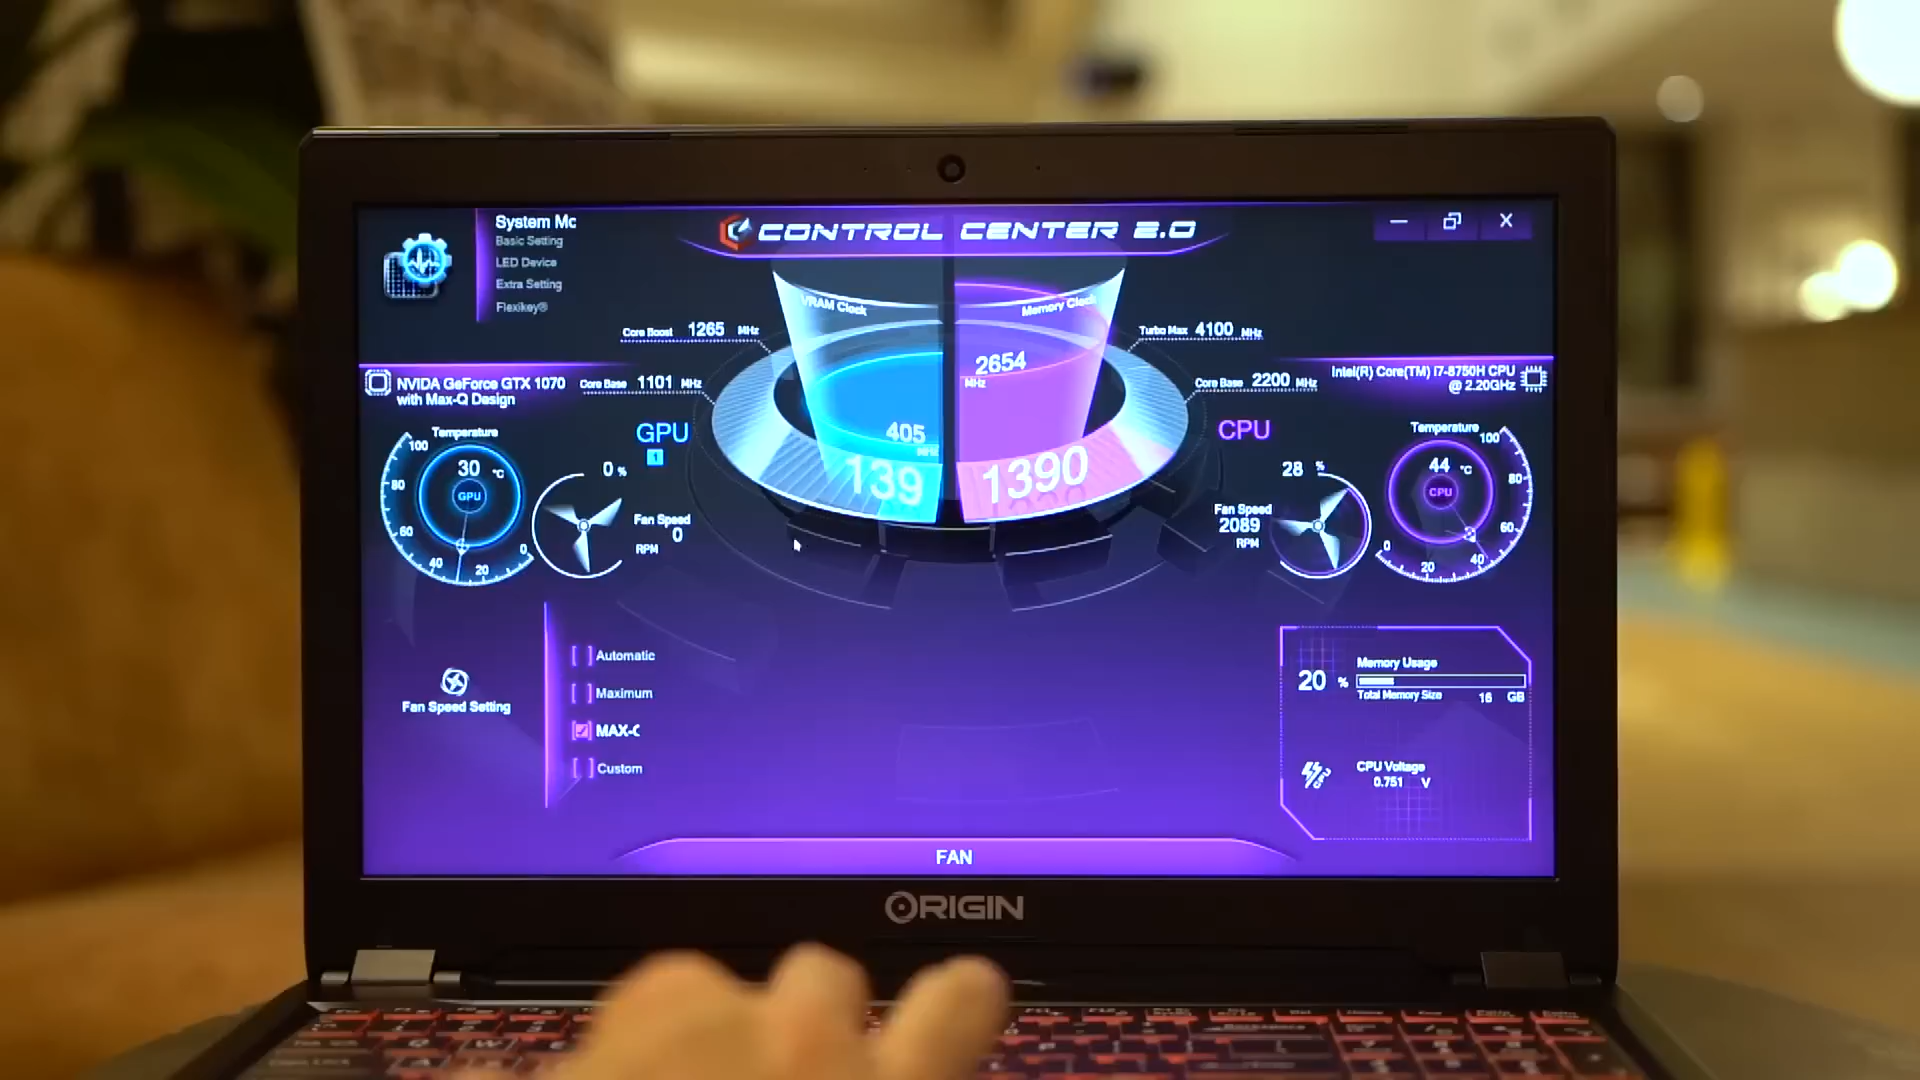 System Mo
Basic Setting
LED Device
Extra Setting
Flexikey®
CONTROL CENTER 2.0
VRAM Clock
Memory Clock
Core Boost 1265 MHz
Turbo Max 4100 MHz
NVIDIA GeForce GTX 1070
with Max-Q Design
Core Base 1101 MHz
2654
MHz
Core Base 2200 MHz
Intel(R) Core(TM) i7-8750H CPU
@ 2.20GHz
Temperature
100
80
60
40
20
0
30 °C
GPU
0 %
GPU
1
Fan Speed
0
RPM
405
MHz
139
1390
CPU
28 %
Fan Speed
2089
RPM
Temperature
100
80
60
40
20
0
44 °C
CPU
Fan Speed Setting
Automatic
Maximum
MAX-Q
Custom
20 %
Memory Usage
Total Memory Size 16 GB
CPU Voltage
0.751 V
FAN
ORIGIN